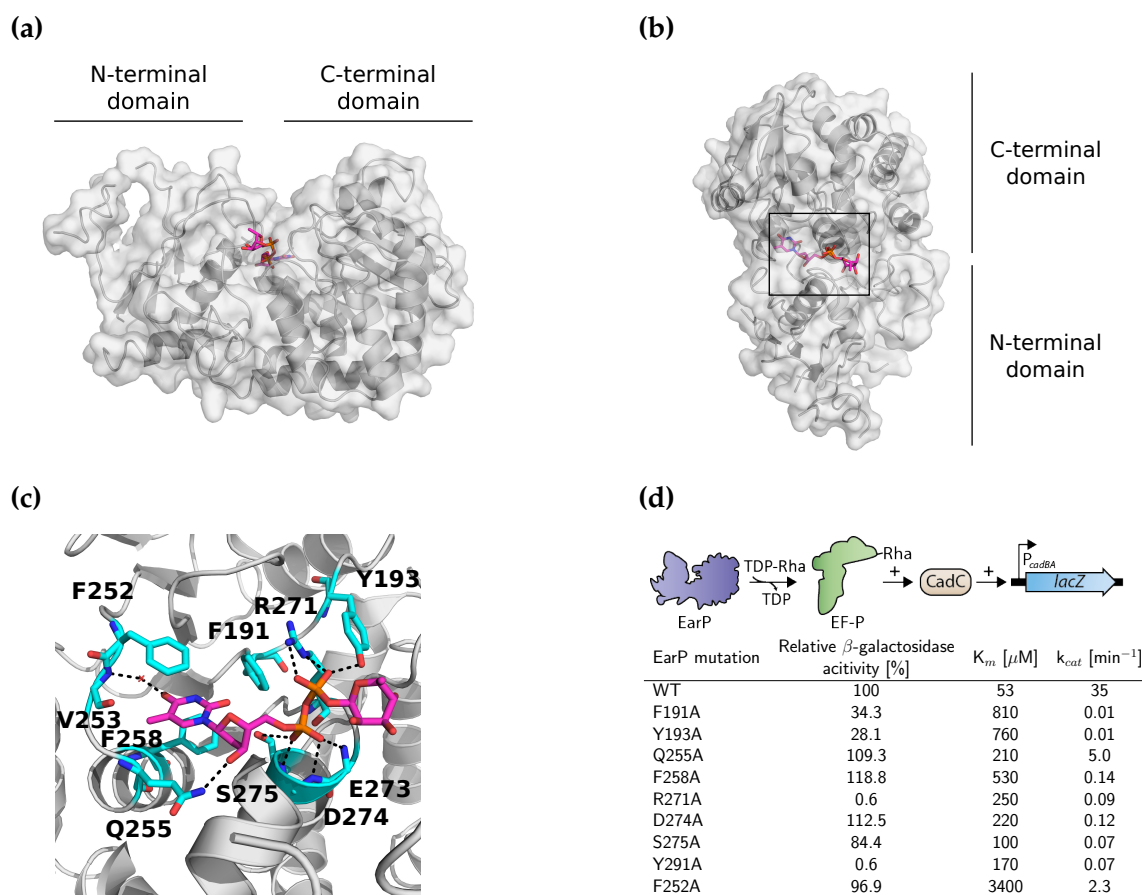 (a)
N-terminal domain
C-terminal domain
(b)
C-terminal domain
N-terminal domain
(c)
F252
Y193
R271
F191
V253
F258
S275
E273
D274
Q255
(d)
TDP-Rha
TDP
EarP
Rha
EF-P
+
CadC
+
PcadBA
lacZ
EarP mutation Relative β-galactosidase acitivity [%] Km [μM] kcat [min−1]
WT 100 53 35
F191A 34.3 810 0.01
Y193A 28.1 760 0.01
Q255A 109.3 210 5.0
F258A 118.8 530 0.14
R271A 0.6 250 0.09
D274A 112.5 220 0.12
S275A 84.4 100 0.07
Y291A 0.6 170 0.07
F252A 96.9 3400 2.3